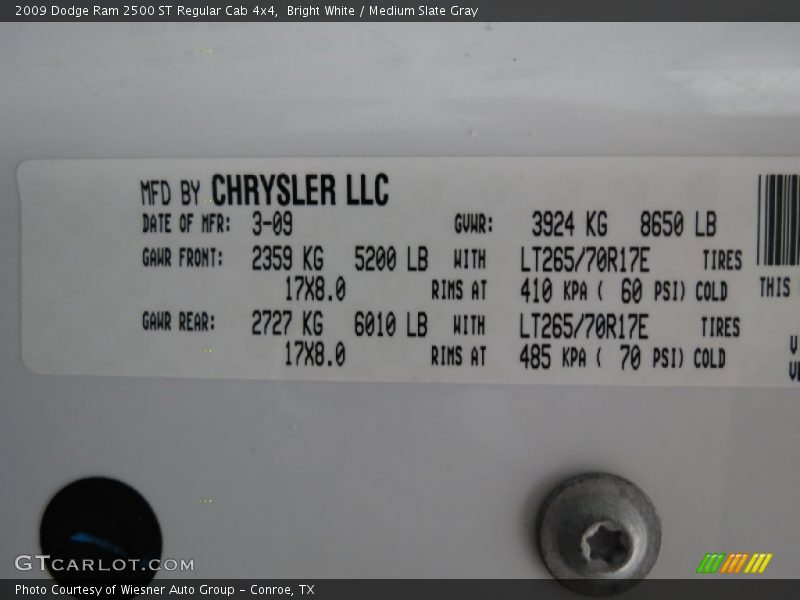 2009 Dodge Ram 2500 ST Regular Cab 4x4, Bright White / Medium Slate Gray
MFD BY CHRYSLER LLC
DATE OF MFR: 3-09 GVWR: 3924 KG 8650 LB
GAWR FRONT: 2359 KG 5200 LB WITH LT265/70R17E TIRES
17X8.0 RIMS AT 410 KPA ( 60 PSI) COLD
THIS
GAWR REAR: 2727 KG 6010 LB WITH LT265/70R17E TIRES
17X8.0 RIMS AT 485 KPA ( 70 PSI) COLD
GTCARLOT.COM
Photo Courtesy of Wiesner Auto Group - Conroe, TX